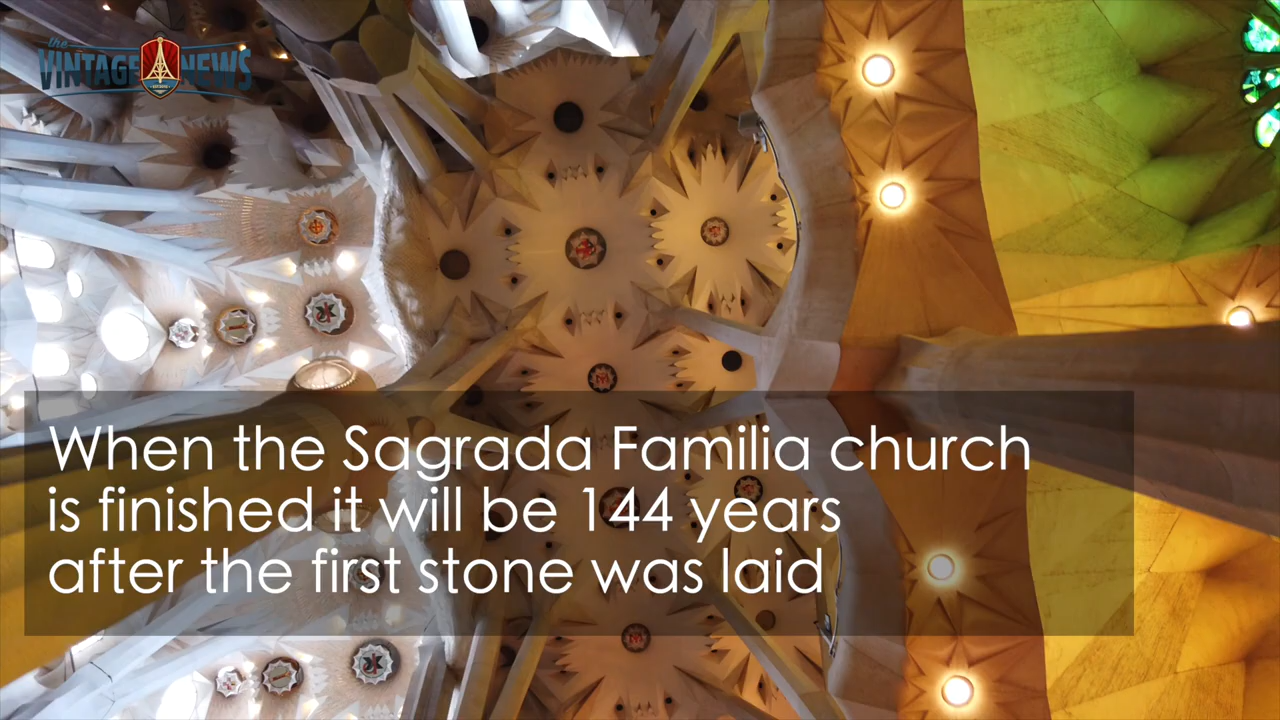 the
VINTAGE NEWS
When the Sagrada Familia church
is finished it will be 144 years
after the first stone was laid